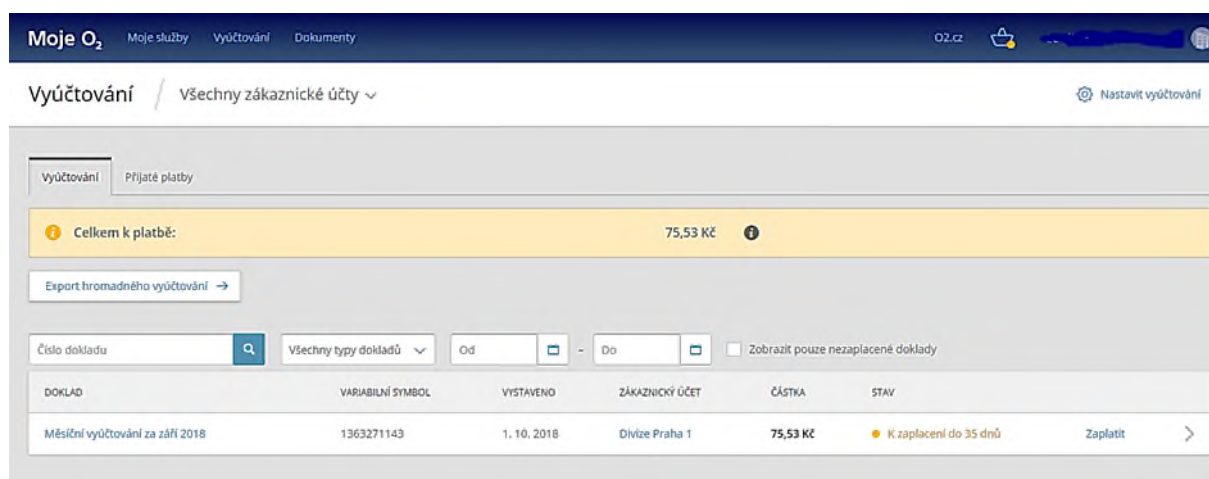 Moje O₂ Moje služby Vyúčtování Dokumenty O2.cz
Vyúčtování / Všechny zákaznické účty Nastavit vyúčtování
Vyúčtování Přijaté platby
Celkem k platbě: 75,53 Kč
Export hromadného vyúčtování →
Číslo dokladu Všechny typy dokladů Od - Do Zobrazit pouze nezaplacené doklady
DOKLAD VARIABILNÍ SYMBOL VYSTAVENO ZÁKAZNICKÝ ÚČET ČÁSTKA STAV
Měsíční vyúčtování za září 2018 1363271143 1. 10. 2018 Divize Praha 1 75,53 Kč K zaplacení do 35 dnů Zaplatit